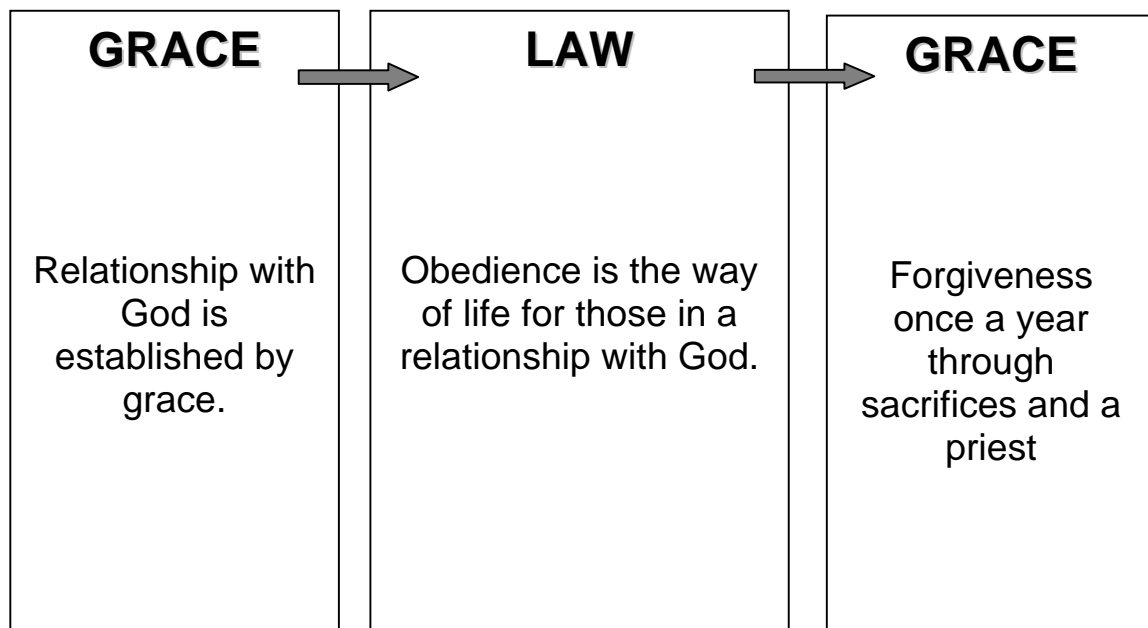 GRACE
Relationship with
God is
established by
grace.
LAW
Obedience is the way
of life for those in a
relationship with God.
GRACE
Forgiveness
once a year
through
sacrifices and a
priest